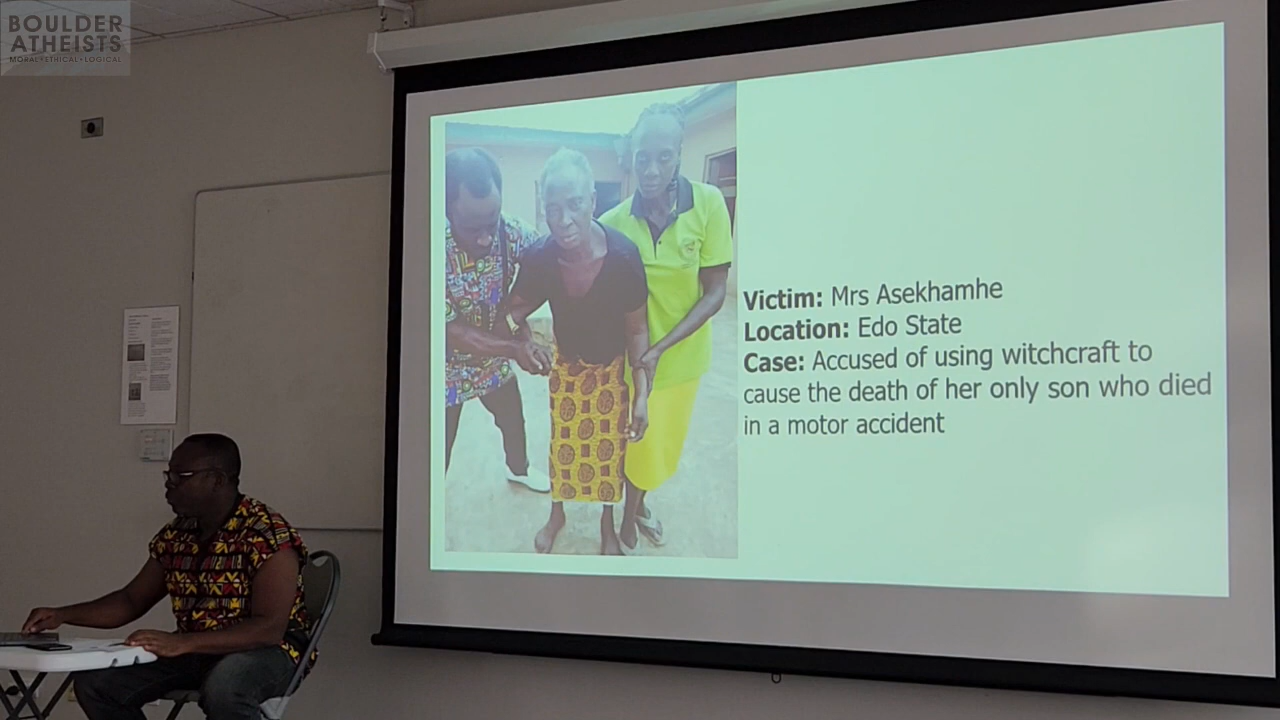 BOULDER
ATHEISTS
MORAL•ETHICAL•LOGICAL
Victim: Mrs Asekhamhe
Location: Edo State
Case: Accused of using witchcraft to
cause the death of her only son who died
in a motor accident